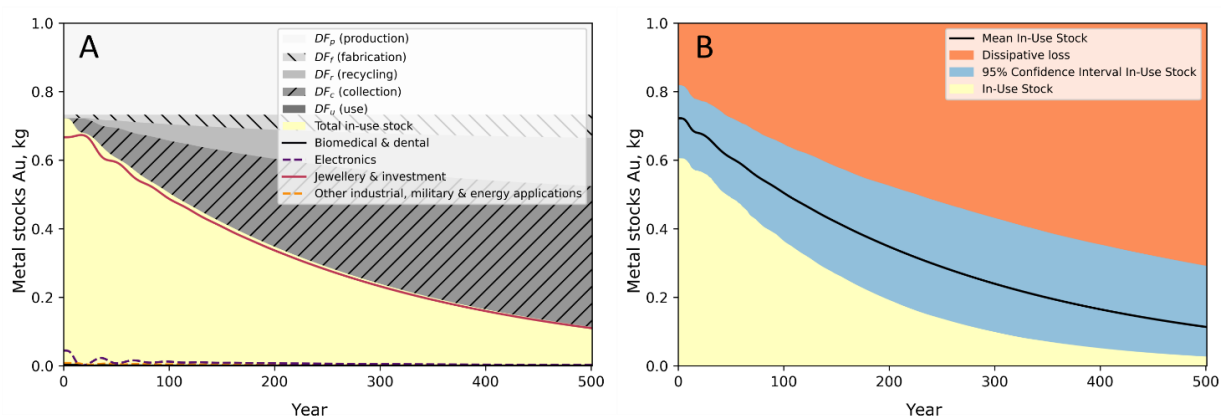 A
1.0
0.8
0.6
0.4
0.2
0.0
Metal stocks Au, kg
0
100
200
300
400
500
Year
DFp (production)
DFf (fabrication)
DFr (recycling)
DFc (collection)
DFu (use)
Total in-use stock
Biomedical & dental
Electronics
Jewellery & investment
Other industrial, military & energy applications
B
1.0
0.8
0.6
0.4
0.2
0.0
Metal stocks Au, kg
0
100
200
300
400
500
Year
Mean In-Use Stock
Dissipative loss
95% Confidence Interval In-Use Stock
In-Use Stock